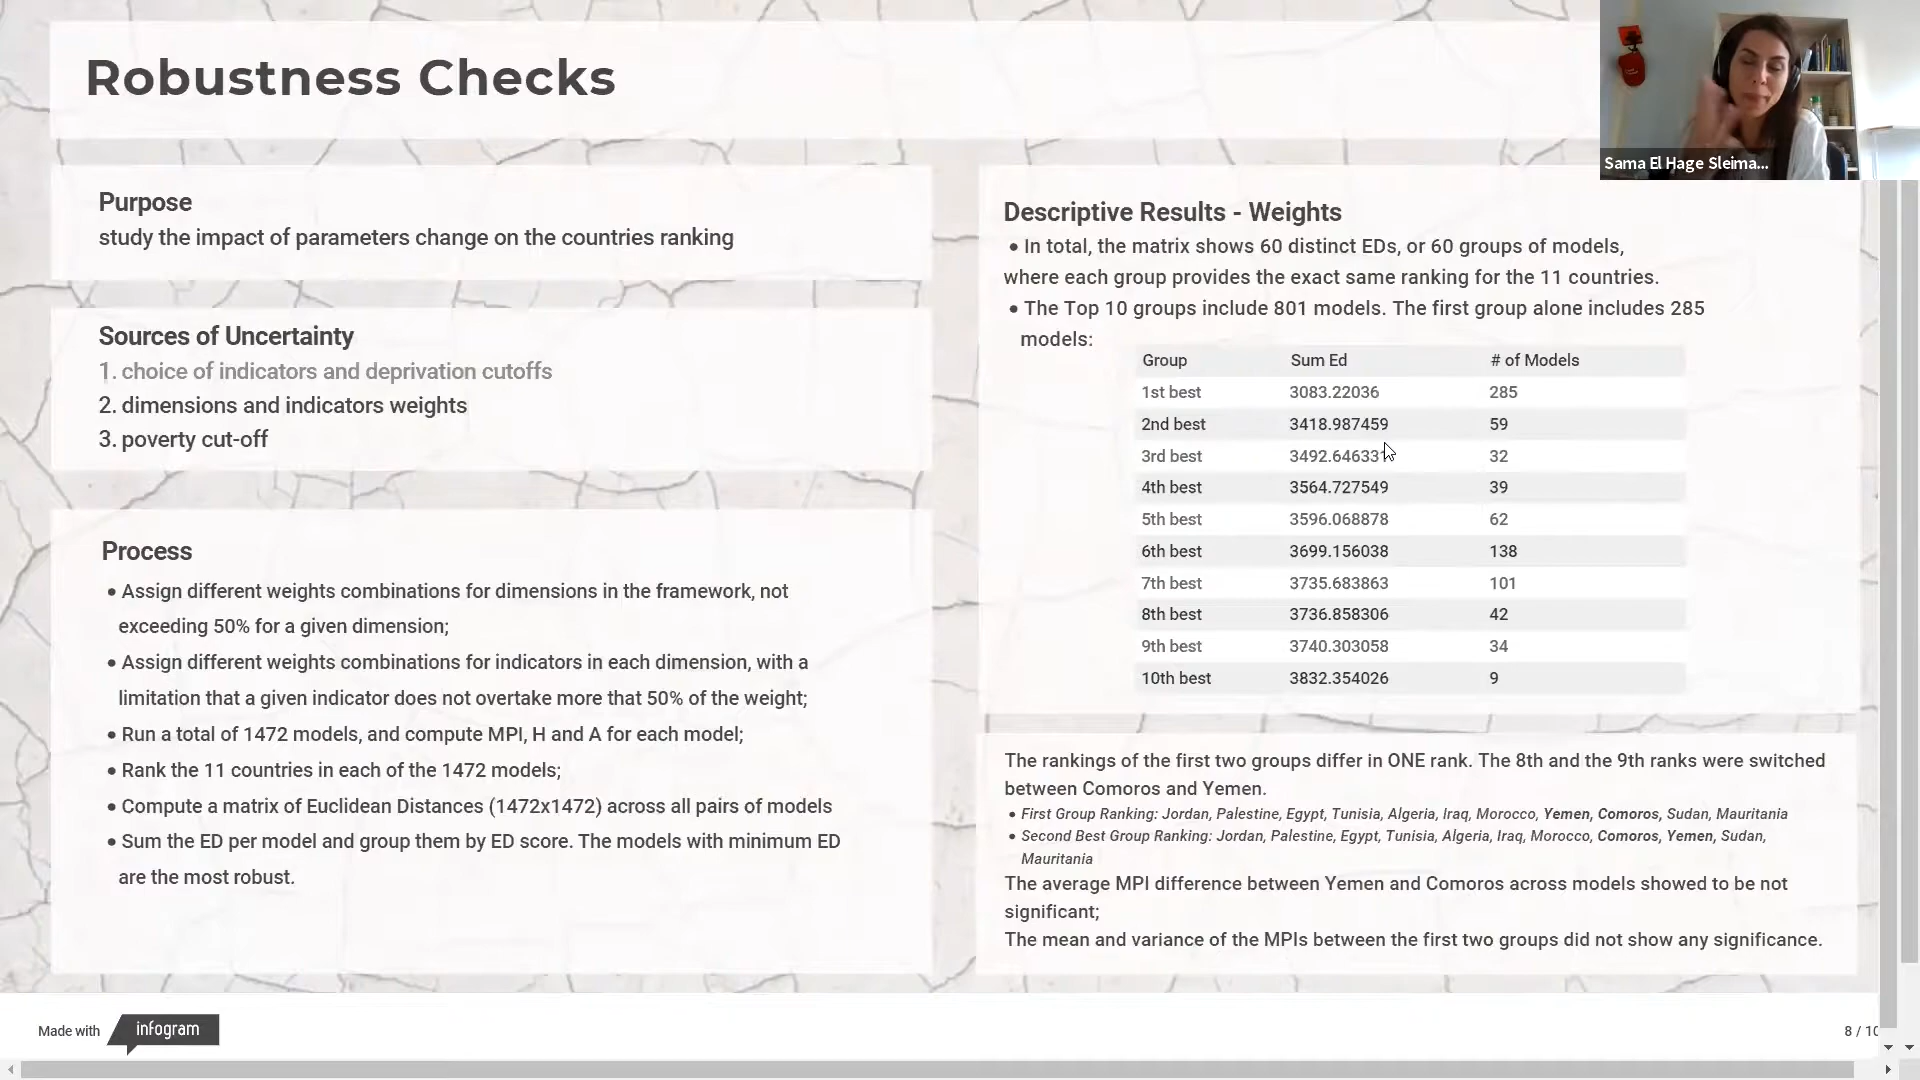 Robustness Checks
Sama El Hage Sleima...
Purpose
study the impact of parameters change on the countries ranking
Sources of Uncertainty
1. choice of indicators and deprivation cutoffs
2. dimensions and indicators weights
3. poverty cut-off
Process
• Assign different weights combinations for dimensions in the framework, not
exceeding 50% for a given dimension;
• Assign different weights combinations for indicators in each dimension, with a
limitation that a given indicator does not overtake more that 50% of the weight;
• Run a total of 1472 models, and compute MPI, H and A for each model;
• Rank the 11 countries in each of the 1472 models;
• Compute a matrix of Euclidean Distances (1472x1472) across all pairs of models
• Sum the ED per model and group them by ED score. The models with minimum ED
are the most robust.
Descriptive Results - Weights
• In total, the matrix shows 60 distinct EDs, or 60 groups of models,
where each group provides the exact same ranking for the 11 countries.
• The Top 10 groups include 801 models. The first group alone includes 285
models:
Group Sum Ed # of Models
1st best 3083.22036 285
2nd best 3418.987459 59
3rd best 3492.646331 32
4th best 3564.727549 39
5th best 3596.068878 62
6th best 3699.156038 138
7th best 3735.683863 101
8th best 3736.858306 42
9th best 3740.303058 34
10th best 3832.354026 9
The rankings of the first two groups differ in ONE rank. The 8th and the 9th ranks were switched
between Comoros and Yemen.
• First Group Ranking: Jordan, Palestine, Egypt, Tunisia, Algeria, Iraq, Morocco, Yemen, Comoros, Sudan, Mauritania
• Second Best Group Ranking: Jordan, Palestine, Egypt, Tunisia, Algeria, Iraq, Morocco, Comoros, Yemen, Sudan,
Mauritania
The average MPI difference between Yemen and Comoros across models showed to be not
significant;
The mean and variance of the MPIs between the first two groups did not show any significance.
Made with infogram
8 / 10